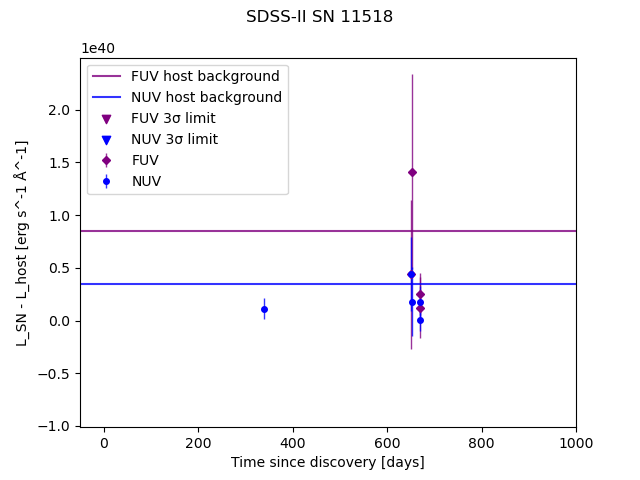 SDSS-II SN 11518
1e40
FUV host background
NUV host background
FUV 3σ limit
NUV 3σ limit
FUV
NUV
2.0
1.5
1.0
0.5
0.0
−0.5
−1.0
L_SN - L_host [erg s^-1 Å^-1]
0
200
400
600
800
1000
Time since discovery [days]